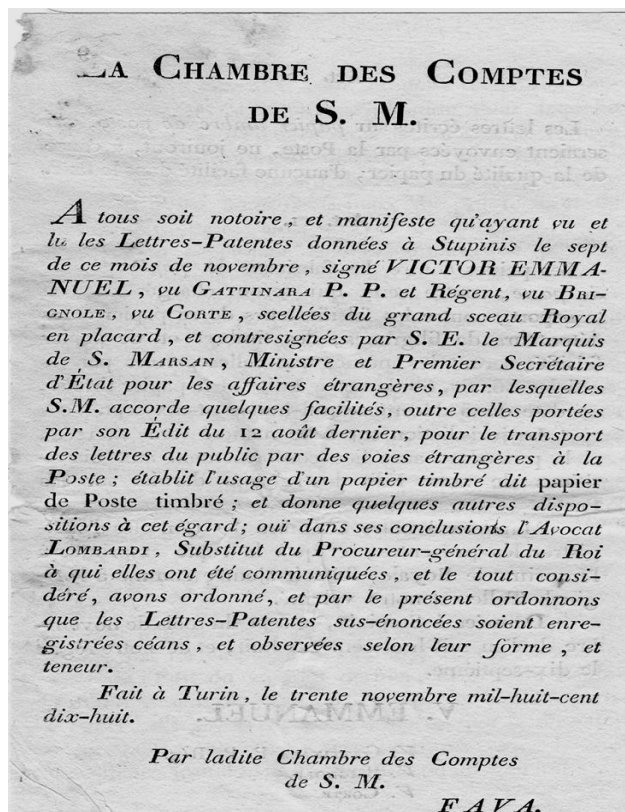 LA CHAMBRE DES COMPTES
DE S. M.
A tous soit notoire, et manifeste qu'ayant vu et
lu les Lettres-Patentes données à Stupinis le sept
de ce mois de novembre, signé VICTOR EMMA-
NUEL, vu GATTINARA P. P. et Régent, vu BRI-
GNOLE, vu CORTE, scellées du grand sceau Royal
en placard, et contresignées par S. E. le Marquis
de S. MARSAN, Ministre et Premier Secrétaire
d'État pour les affaires étrangères, par lesquelles
S.M. accorde quelques facilités, outre celles portées
par son Édit du 12 août dernier, pour le transport
des lettres du public par des voies étrangères à la
Poste; établit l'usage d'un papier timbré dit papier
de Poste timbré; et donne quelques autres dispo-
sitions à cet égard; ouï dans ses conclusions l'Avocat
LOMBARDI, Substitut du Procureur-général du Roi
à qui elles ont été communiquées, et le tout consi-
déré, avons ordonné, et par le présent ordonnons
que les Lettres-Patentes sus-énoncées soient enre-
gistrées céans, et observées selon leur forme, et
teneur.
Fait à Turin, le trente novembre mil-huit-cent
dix-huit.
Par ladite Chambre des Comptes
de S. M.
FAVA.